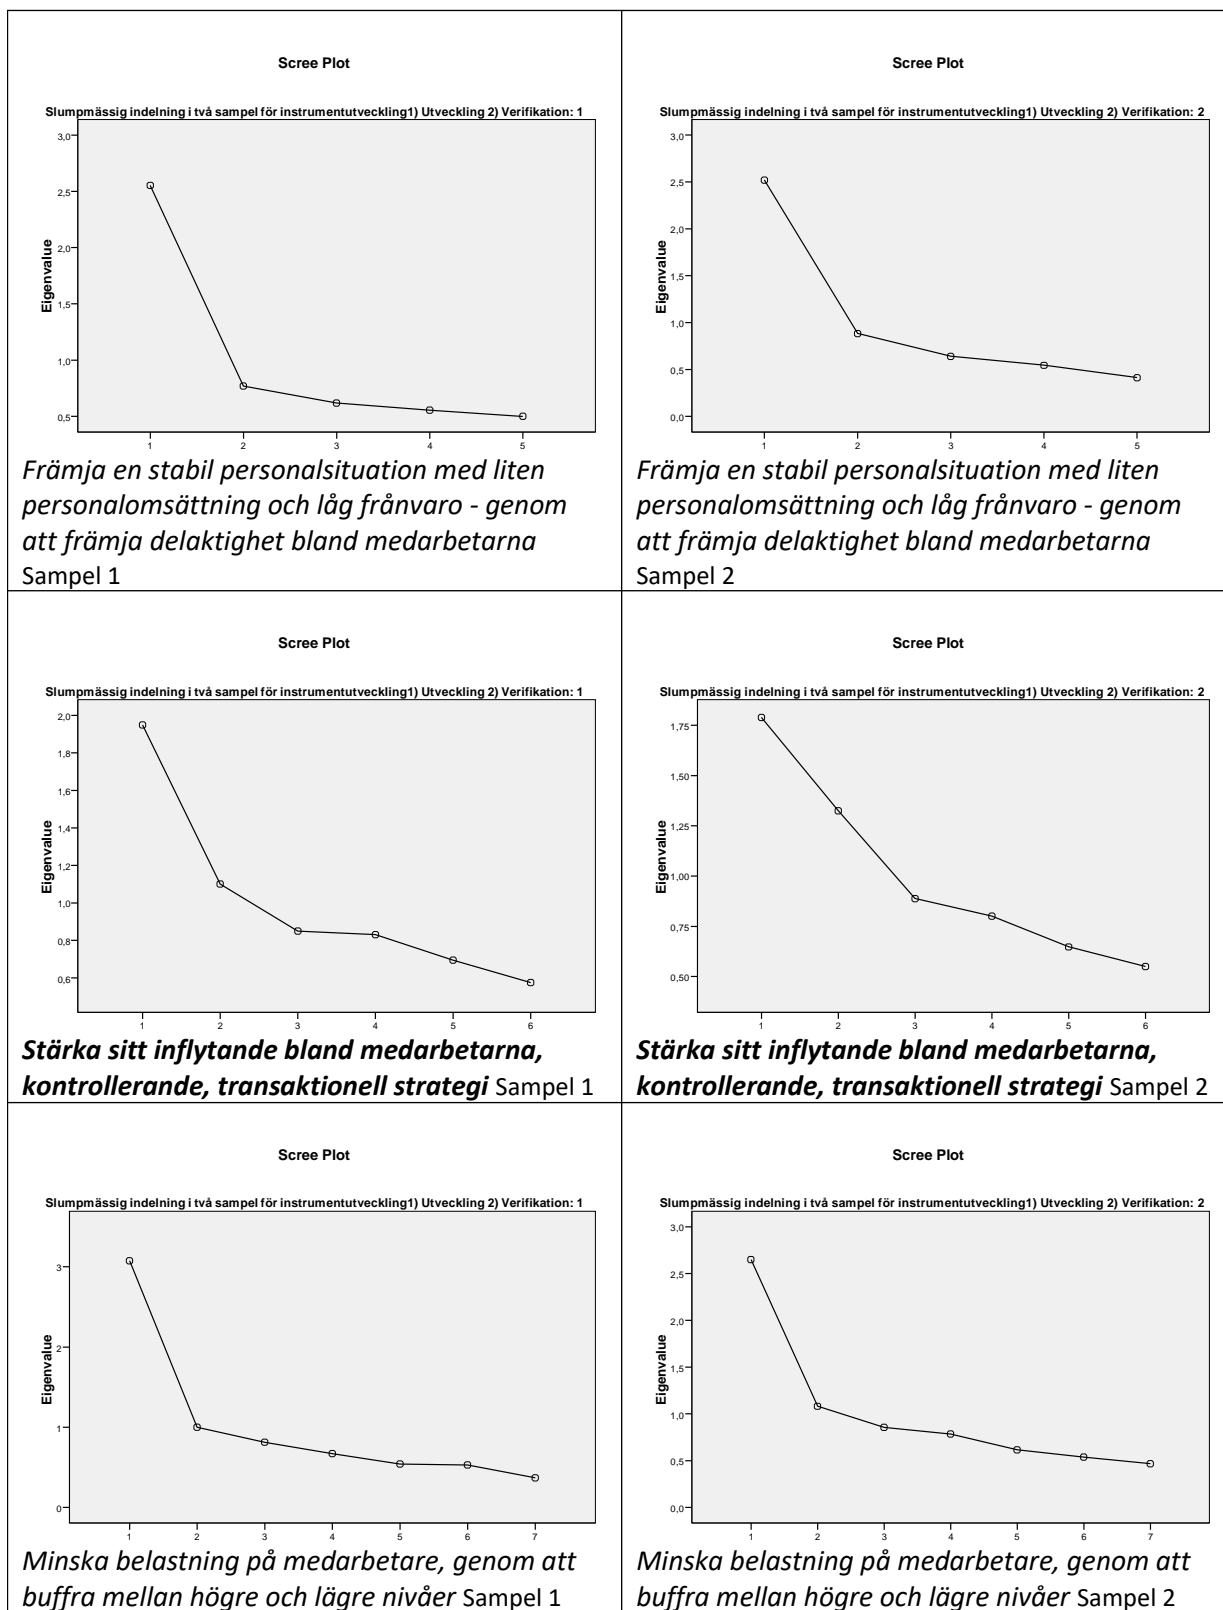 Scree Plot
Slumpmässig indelning i två sampel för instrumentutveckling1) Utveckling 2) Verifikation: 1
3,0
2,5
2,0
1,5
1,0
0,5
Eigenvalue
1 2 3 4 5
Främja en stabil personalsituation med liten
personalomsättning och låg frånvaro - genom
att främja delaktighet bland medarbetarna
Sampel 1
Scree Plot
Slumpmässig indelning i två sampel för instrumentutveckling1) Utveckling 2) Verifikation: 2
3,0
2,5
2,0
1,5
1,0
0,5
0,0
Eigenvalue
1 2 3 4 5
Främja en stabil personalsituation med liten
personalomsättning och låg frånvaro - genom
att främja delaktighet bland medarbetarna
Sampel 2
Scree Plot
Slumpmässig indelning i två sampel för instrumentutveckling1) Utveckling 2) Verifikation: 1
2,0
1,8
1,6
1,4
1,2
1,0
0,8
0,6
Eigenvalue
1 2 3 4 5 6
Stärka sitt inflytande bland medarbetarna,
kontrollerande, transaktionell strategi Sampel 1
Scree Plot
Slumpmässig indelning i två sampel för instrumentutveckling1) Utveckling 2) Verifikation: 2
1,75
1,50
1,25
1,00
0,75
0,50
Eigenvalue
1 2 3 4 5 6
Stärka sitt inflytande bland medarbetarna,
kontrollerande, transaktionell strategi Sampel 2
Scree Plot
Slumpmässig indelning i två sampel för instrumentutveckling1) Utveckling 2) Verifikation: 1
3
2
1
0
Eigenvalue
1 2 3 4 5 6 7
Minska belastning på medarbetare, genom att
buffra mellan högre och lägre nivåer Sampel 1
Scree Plot
Slumpmässig indelning i två sampel för instrumentutveckling1) Utveckling 2) Verifikation: 2
3,0
2,5
2,0
1,5
1,0
0,5
0,0
Eigenvalue
1 2 3 4 5 6 7
Minska belastning på medarbetare, genom att
buffra mellan högre och lägre nivåer Sampel 2